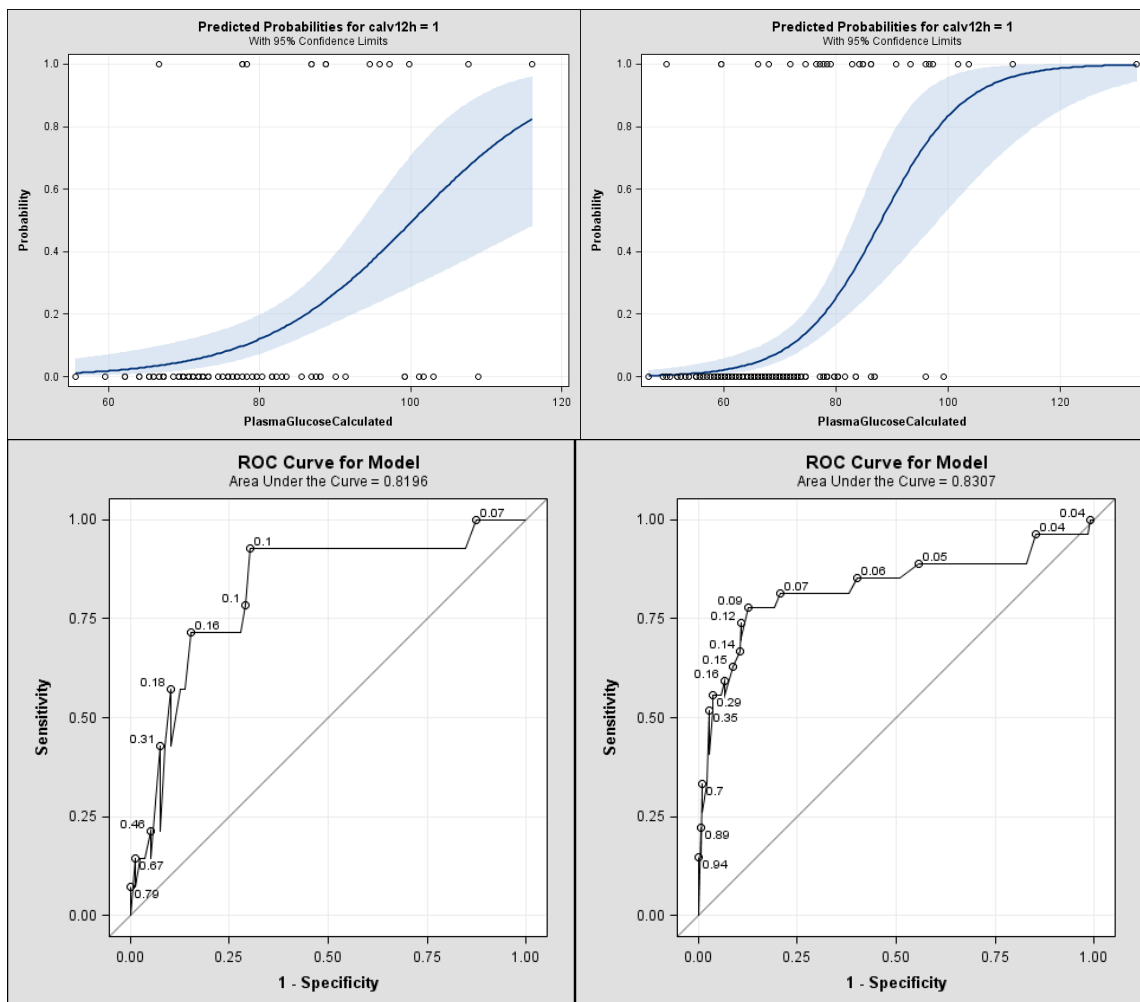 Predicted Probabilities for calv12h = 1
With 95% Confidence Limits
1.0
0.8
0.6
0.4
0.2
0.0
Probability
60 80 100 120
PlasmaGlucoseCalculated
Predicted Probabilities for calv12h = 1
With 95% Confidence Limits
1.0
0.8
0.6
0.4
0.2
0.0
Probability
60 80 100 120
PlasmaGlucoseCalculated
ROC Curve for Model
Area Under the Curve = 0.8196
1.00
0.75
0.50
0.25
0.00
Sensitivity
0.07
0.1
0.1
0.16
0.18
0.31
0.46
0.67
0.79
0.00 0.25 0.50 0.75 1.00
1 - Specificity
ROC Curve for Model
Area Under the Curve = 0.8307
1.00
0.75
0.50
0.25
0.00
Sensitivity
0.04
0.04
0.05
0.06
0.07
0.09
0.12
0.14
0.15
0.16
0.29
0.35
0.7
0.89
0.94
0.00 0.25 0.50 0.75 1.00
1 - Specificity